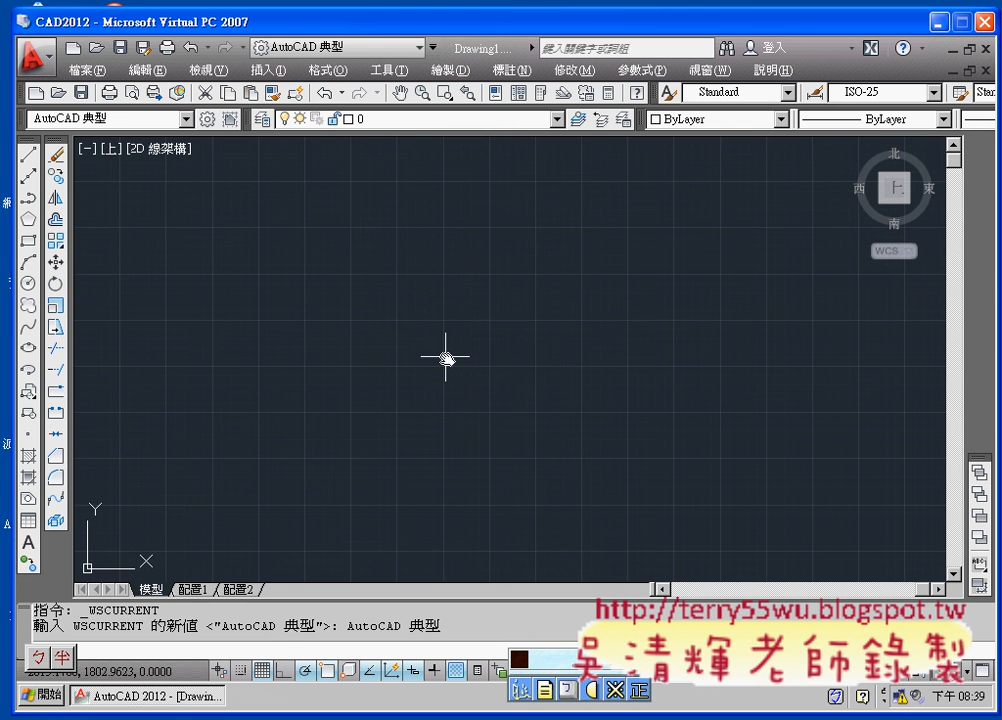 CAD2012 - Microsoft Virtual PC 2007
AutoCAD 典型
Drawing1....
鍵入關鍵字或詞組
登入
檔案(F) 編輯(E) 檢視(V) 插入(I) 格式(O) 工具(T) 繪製(D) 標註(N) 修改(M) 參數式(P) 視窗(W) 說明(H)
Standard ISO-25 Stan
AutoCAD 典型 0 ByLayer ByLayer
[-] [上] [2D 線架構]
北
西 上 東
南
WCS
Y
X
模型 配置1 配置2
指令: _WSCURRENT
輸入 WSCURRENT 的新值 <"AutoCAD 典型">: AutoCAD 典型
http://terry55wu.blogspot.tw
吳清輝老師錄製
ㄅ 半
1802.9623, 0.0000
開始 AutoCAD 2012 - [Drawin... 下午 08:39